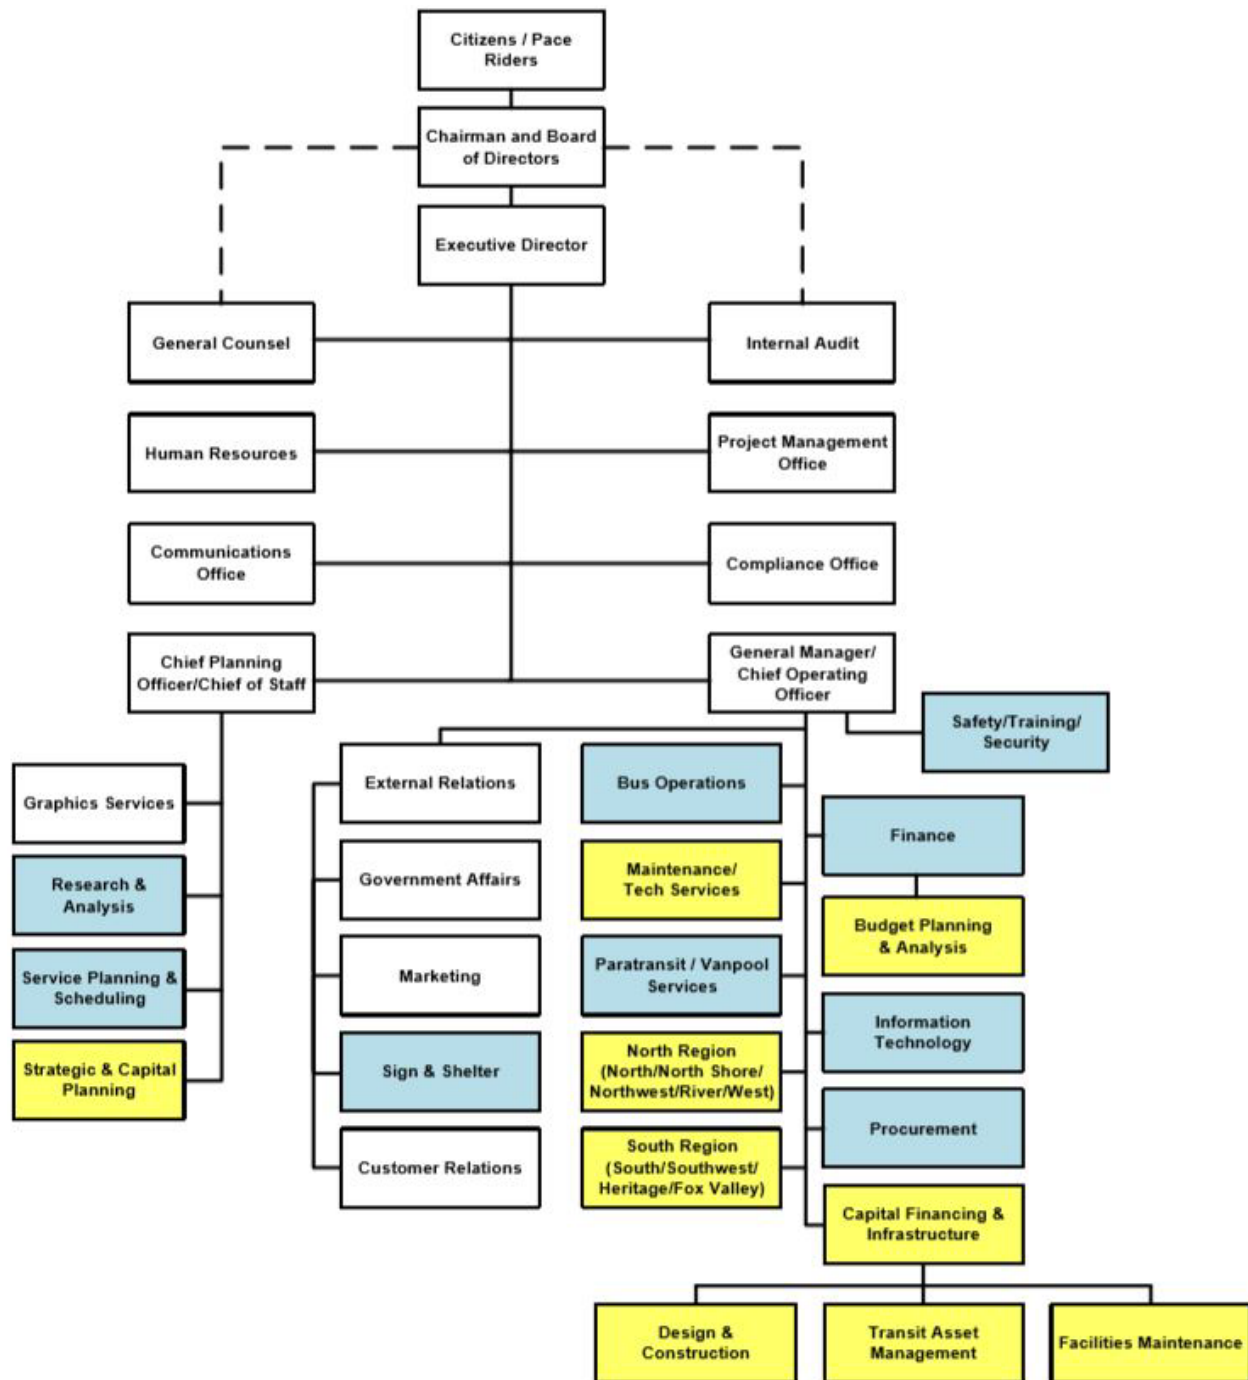 Citizens / Pace
Riders
Chairman and Board
of Directors
Executive Director
General Counsel
Internal Audit
Human Resources
Project Management
Office
Communications
Office
Compliance Office
Chief Planning
Officer/Chief of Staff
General Manager/
Chief Operating
Officer
Safety/Training/
Security
Graphics Services
Research &
Analysis
Service Planning &
Scheduling
Strategic & Capital
Planning
External Relations
Government Affairs
Marketing
Sign & Shelter
Customer Relations
Bus Operations
Maintenance/
Tech Services
Paratransit / Vanpool
Services
North Region
(North/North Shore/
Northwest/River/West)
South Region
(South/Southwest/
Heritage/Fox Valley)
Finance
Budget Planning
& Analysis
Information
Technology
Procurement
Capital Financing &
Infrastructure
Design &
Construction
Transit Asset
Management
Facilities Maintenance